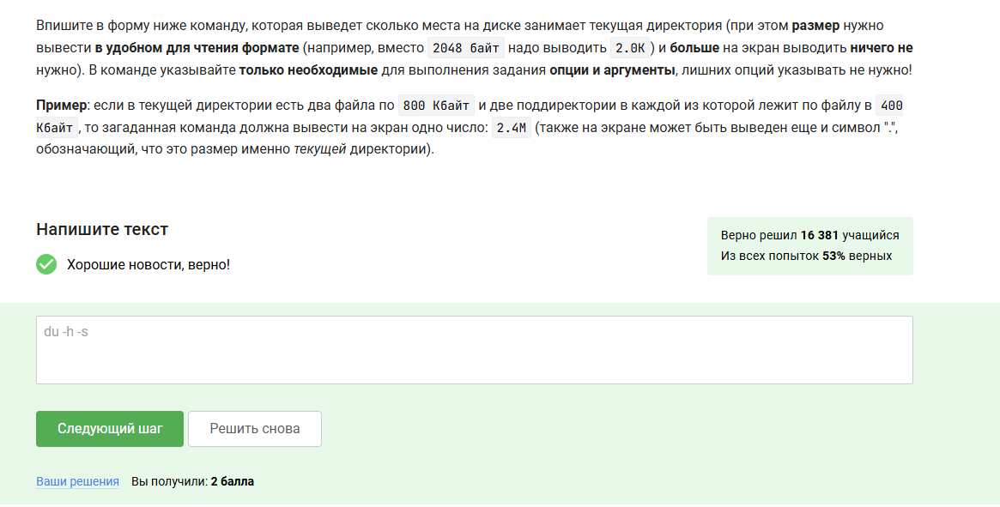 Впишите в форму ниже команду, которая выведет сколько места на диске занимает текущая директория (при этом размер нужно
вывести в удобном для чтения формате (например, вместо 2048 байт надо выводить 2.0K ) и больше на экран выводить ничего не
нужно). В команде указывайте только необходимые для выполнения задания опции и аргументы, лишних опций указывать не нужно!
Пример: если в текущей директории есть два файла по 800 Кбайт и две поддиректории в каждой из которой лежит по файлу в 400
Кбайт , то загаданная команда должна вывести на экран одно число: 2.4M (также на экране может быть выведен еще и символ ".",
обозначающий, что это размер именно текущей директории).
Напишите текст
Хорошие новости, верно!
Верно решил 16 381 учащийся
Из всех попыток 53% верных
du -h -s
Следующий шаг
Решить снова
Ваши решения Вы получили: 2 балла